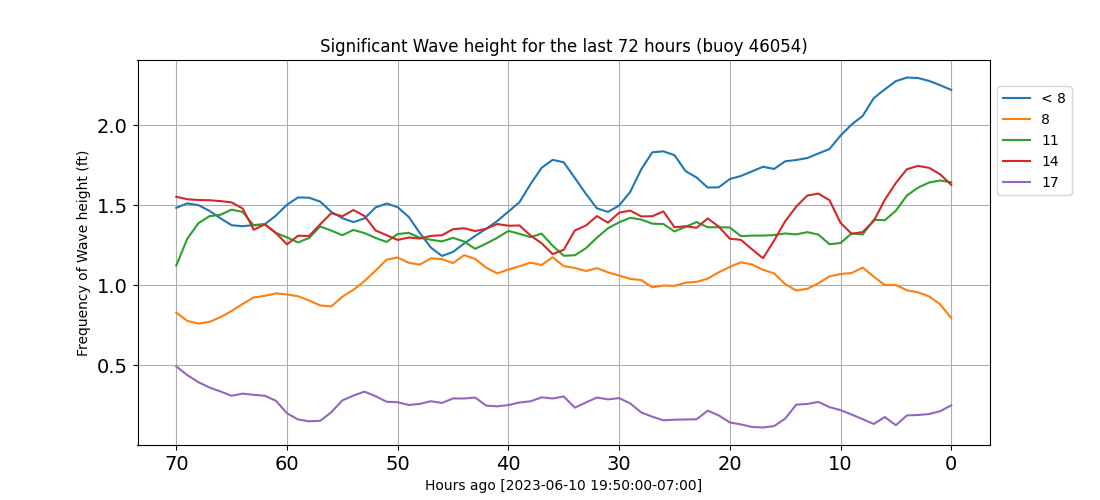 Significant Wave height for the last 72 hours (buoy 46054)
Frequency of Wave height (ft)
2.0
1.5
1.0
0.5
70 60 50 40 30 20 10 0
Hours ago [2023-06-10 19:50:00-07:00]
< 8
8
11
14
17